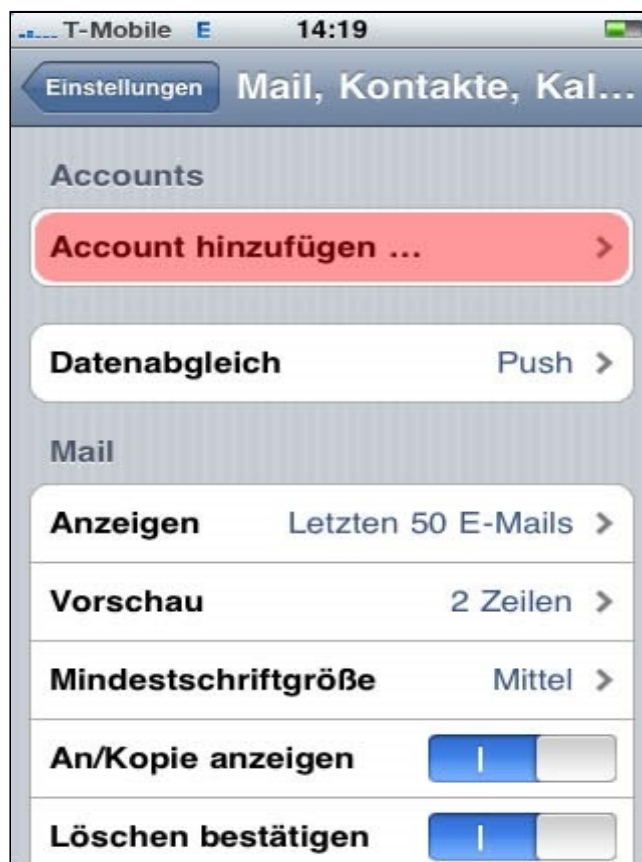 T-Mobile E 14:19
Einstellungen Mail, Kontakte, Kal...
Accounts
Account hinzufügen ...
Datenabgleich Push
Mail
Anzeigen Letzten 50 E-Mails
Vorschau 2 Zeilen
Mindestschriftgröße Mittel
An/Kopie anzeigen
Löschen bestätigen